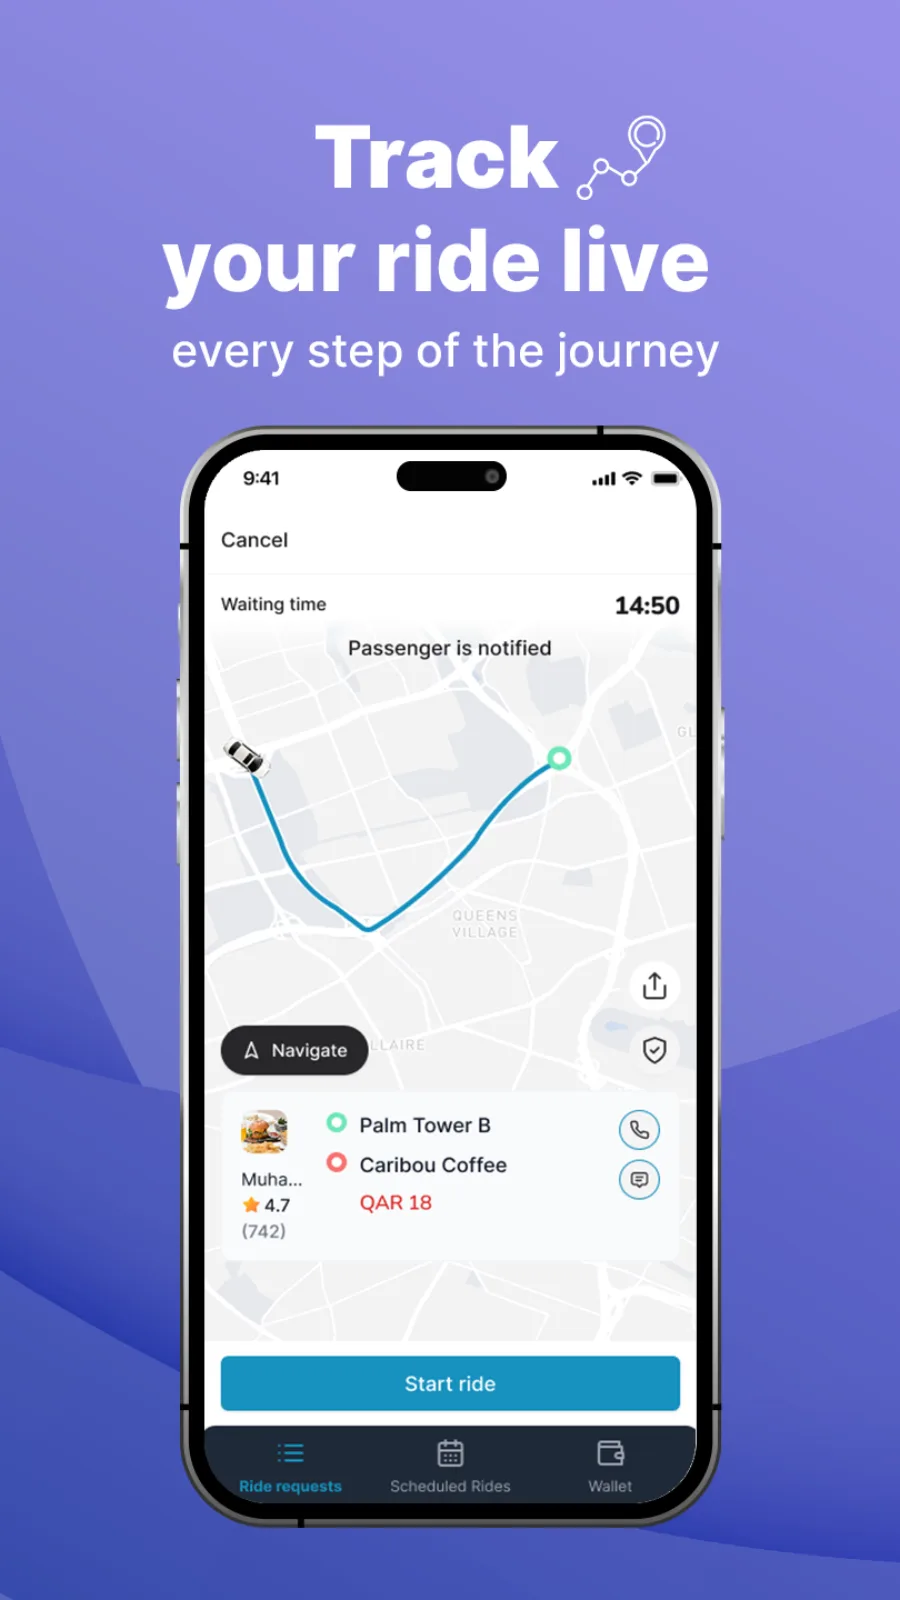 Track
your ride live
every step of the journey
9:41
Cancel
Waiting time 14:50
Passenger is notified
GL
QUEENS
VILLAGE
LLAIRE
Navigate
Palm Tower B
Caribou Coffee
QAR 18
Muha...
4.7
(742)
Start ride
Ride requests
Scheduled Rides
Wallet